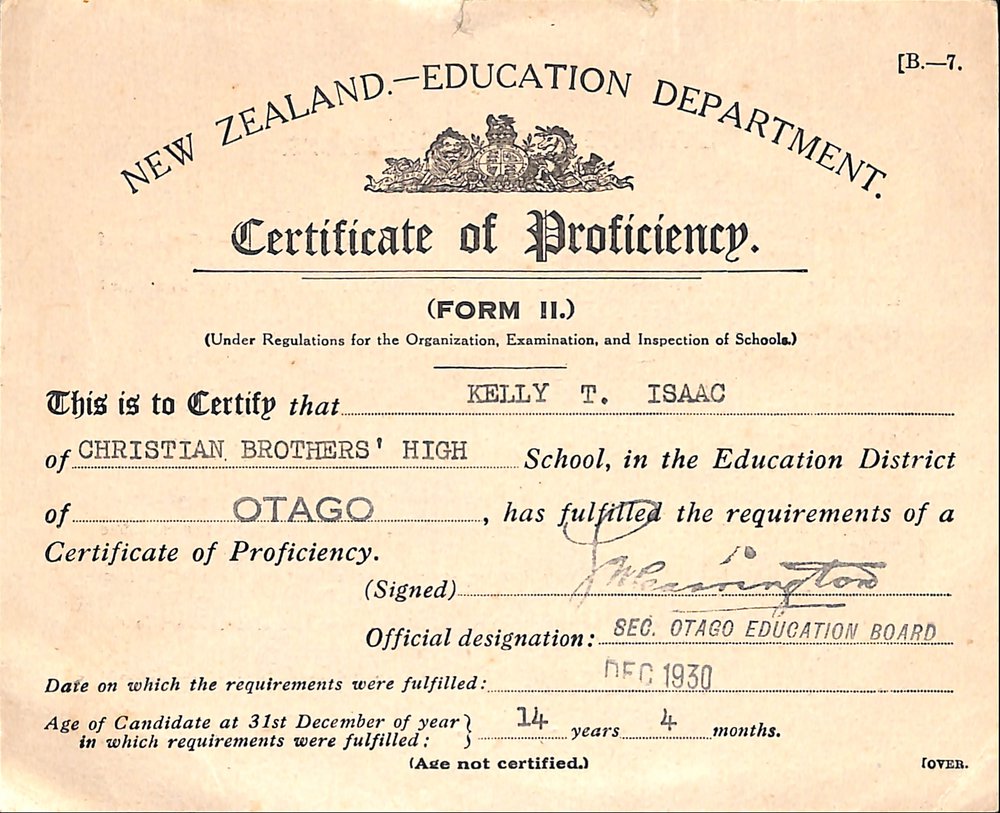 [B.—7.
NEW ZEALAND.—EDUCATION DEPARTMENT.
Certificate of Proficiency.
(FORM II.)
(Under Regulations for the Organization, Examination, and Inspection of Schools.)
This is to Certify that KELLY T. ISAAC
of CHRISTIAN BROTHERS' HIGH School, in the Education District
of OTAGO, has fulfilled the requirements of a
Certificate of Proficiency.
(Signed)
Official designation: SEC. OTAGO EDUCATION BOARD
Date on which the requirements were fulfilled: DEC 1930
Age of Candidate at 31st December of year
in which requirements were fulfilled: 14 years 4 months.
(Age not certified.)
[OVER.